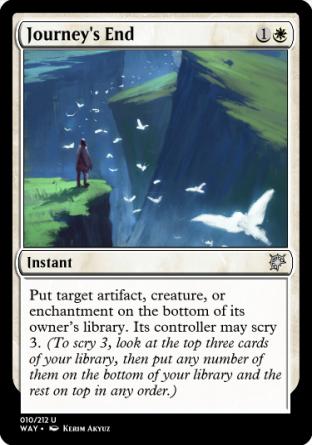 Journey's End 1
Instant
Put target artifact, creature, or
enchantment on the bottom of its
owner's library. Its controller may scry
3. (To scry 3, look at the top three cards
of your library, then put any number of
them on the bottom of your library and the
rest on top in any order.)
010/212 U
WAY • Kerim Akyuz